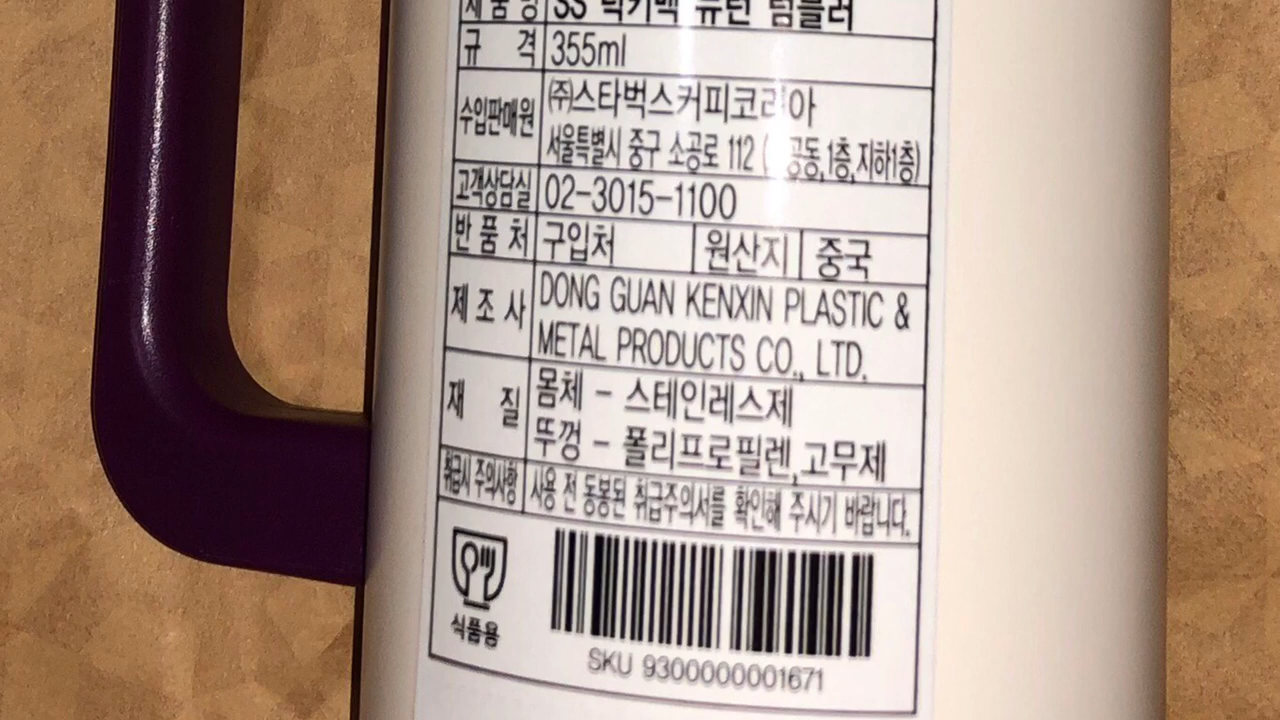 제 품 명 SS 럭키백 뉴턴 텀블러
규 격 355ml
수입판매원 ㈜스타벅스커피코리아
서울특별시 중구 소공로 112 ( 공동,1층,지하1층)
고객상담실 02-3015-1100
반 품 처 구입처 원산지 중국
제 조 사 DONG GUAN KENXIN PLASTIC &
METAL PRODUCTS CO., LTD.
재 질 몸체 - 스테인레스제
뚜껑 - 폴리프로필렌,고무제
취급시 주의사항 사용 전 동봉된 취급주의서를 확인해 주시기 바랍니다.
식품용
SKU 9300000001671